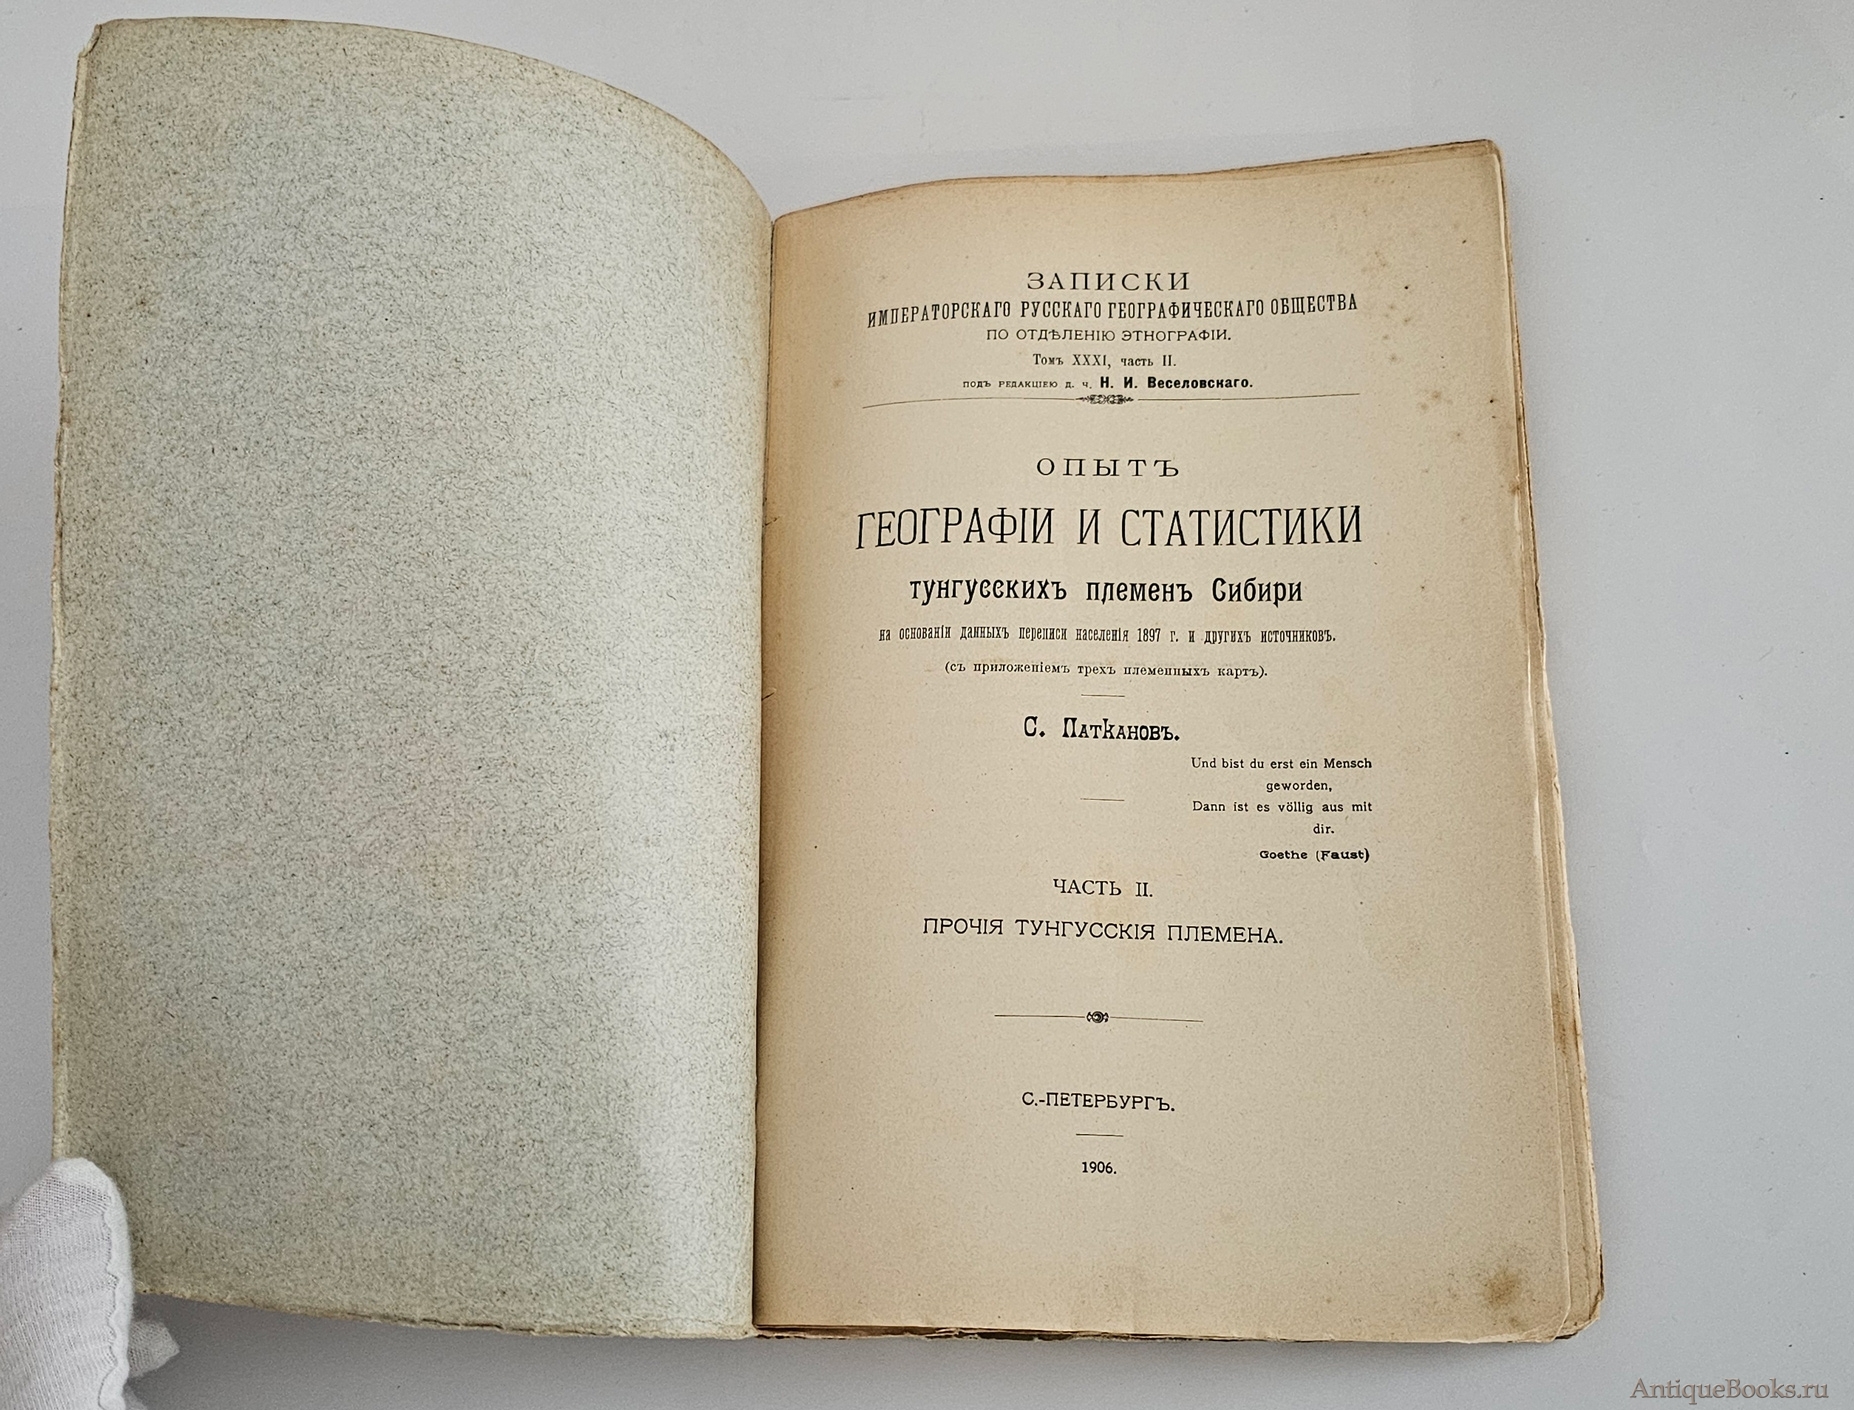 ЗАПИСКИ
ИМПЕРАТОРСКАГО РУССКАГО ГЕОГРАФИЧЕСКАГО ОБЩЕСТВА
ПО ОТДѢЛЕНІЮ ЭТНОГРАФІИ.
Томъ XXXI, часть II.
ПОДЪ РЕДАКЦІЕЮ Д. Ч. Н. И. Веселовскаго.
ОПЫТЪ
ГЕОГРАФІИ И СТАТИСТИКИ
тунгусскихъ племенъ Сибири
на основаніи данныхъ переписи населенія 1897 г. и другихъ источниковъ.
(съ приложеніемъ трехъ племенныхъ картъ).
С. Паткановъ.
Und bist du erst ein Mensch
geworden,
Dann ist es völlig aus mit
dir.
Goethe (Faust)
ЧАСТЬ II.
ПРОЧІЯ ТУНГУССКІЯ ПЛЕМЕНА.
С.-ПЕТЕРБУРГЪ.
1906.
AntiqueBooks.ru